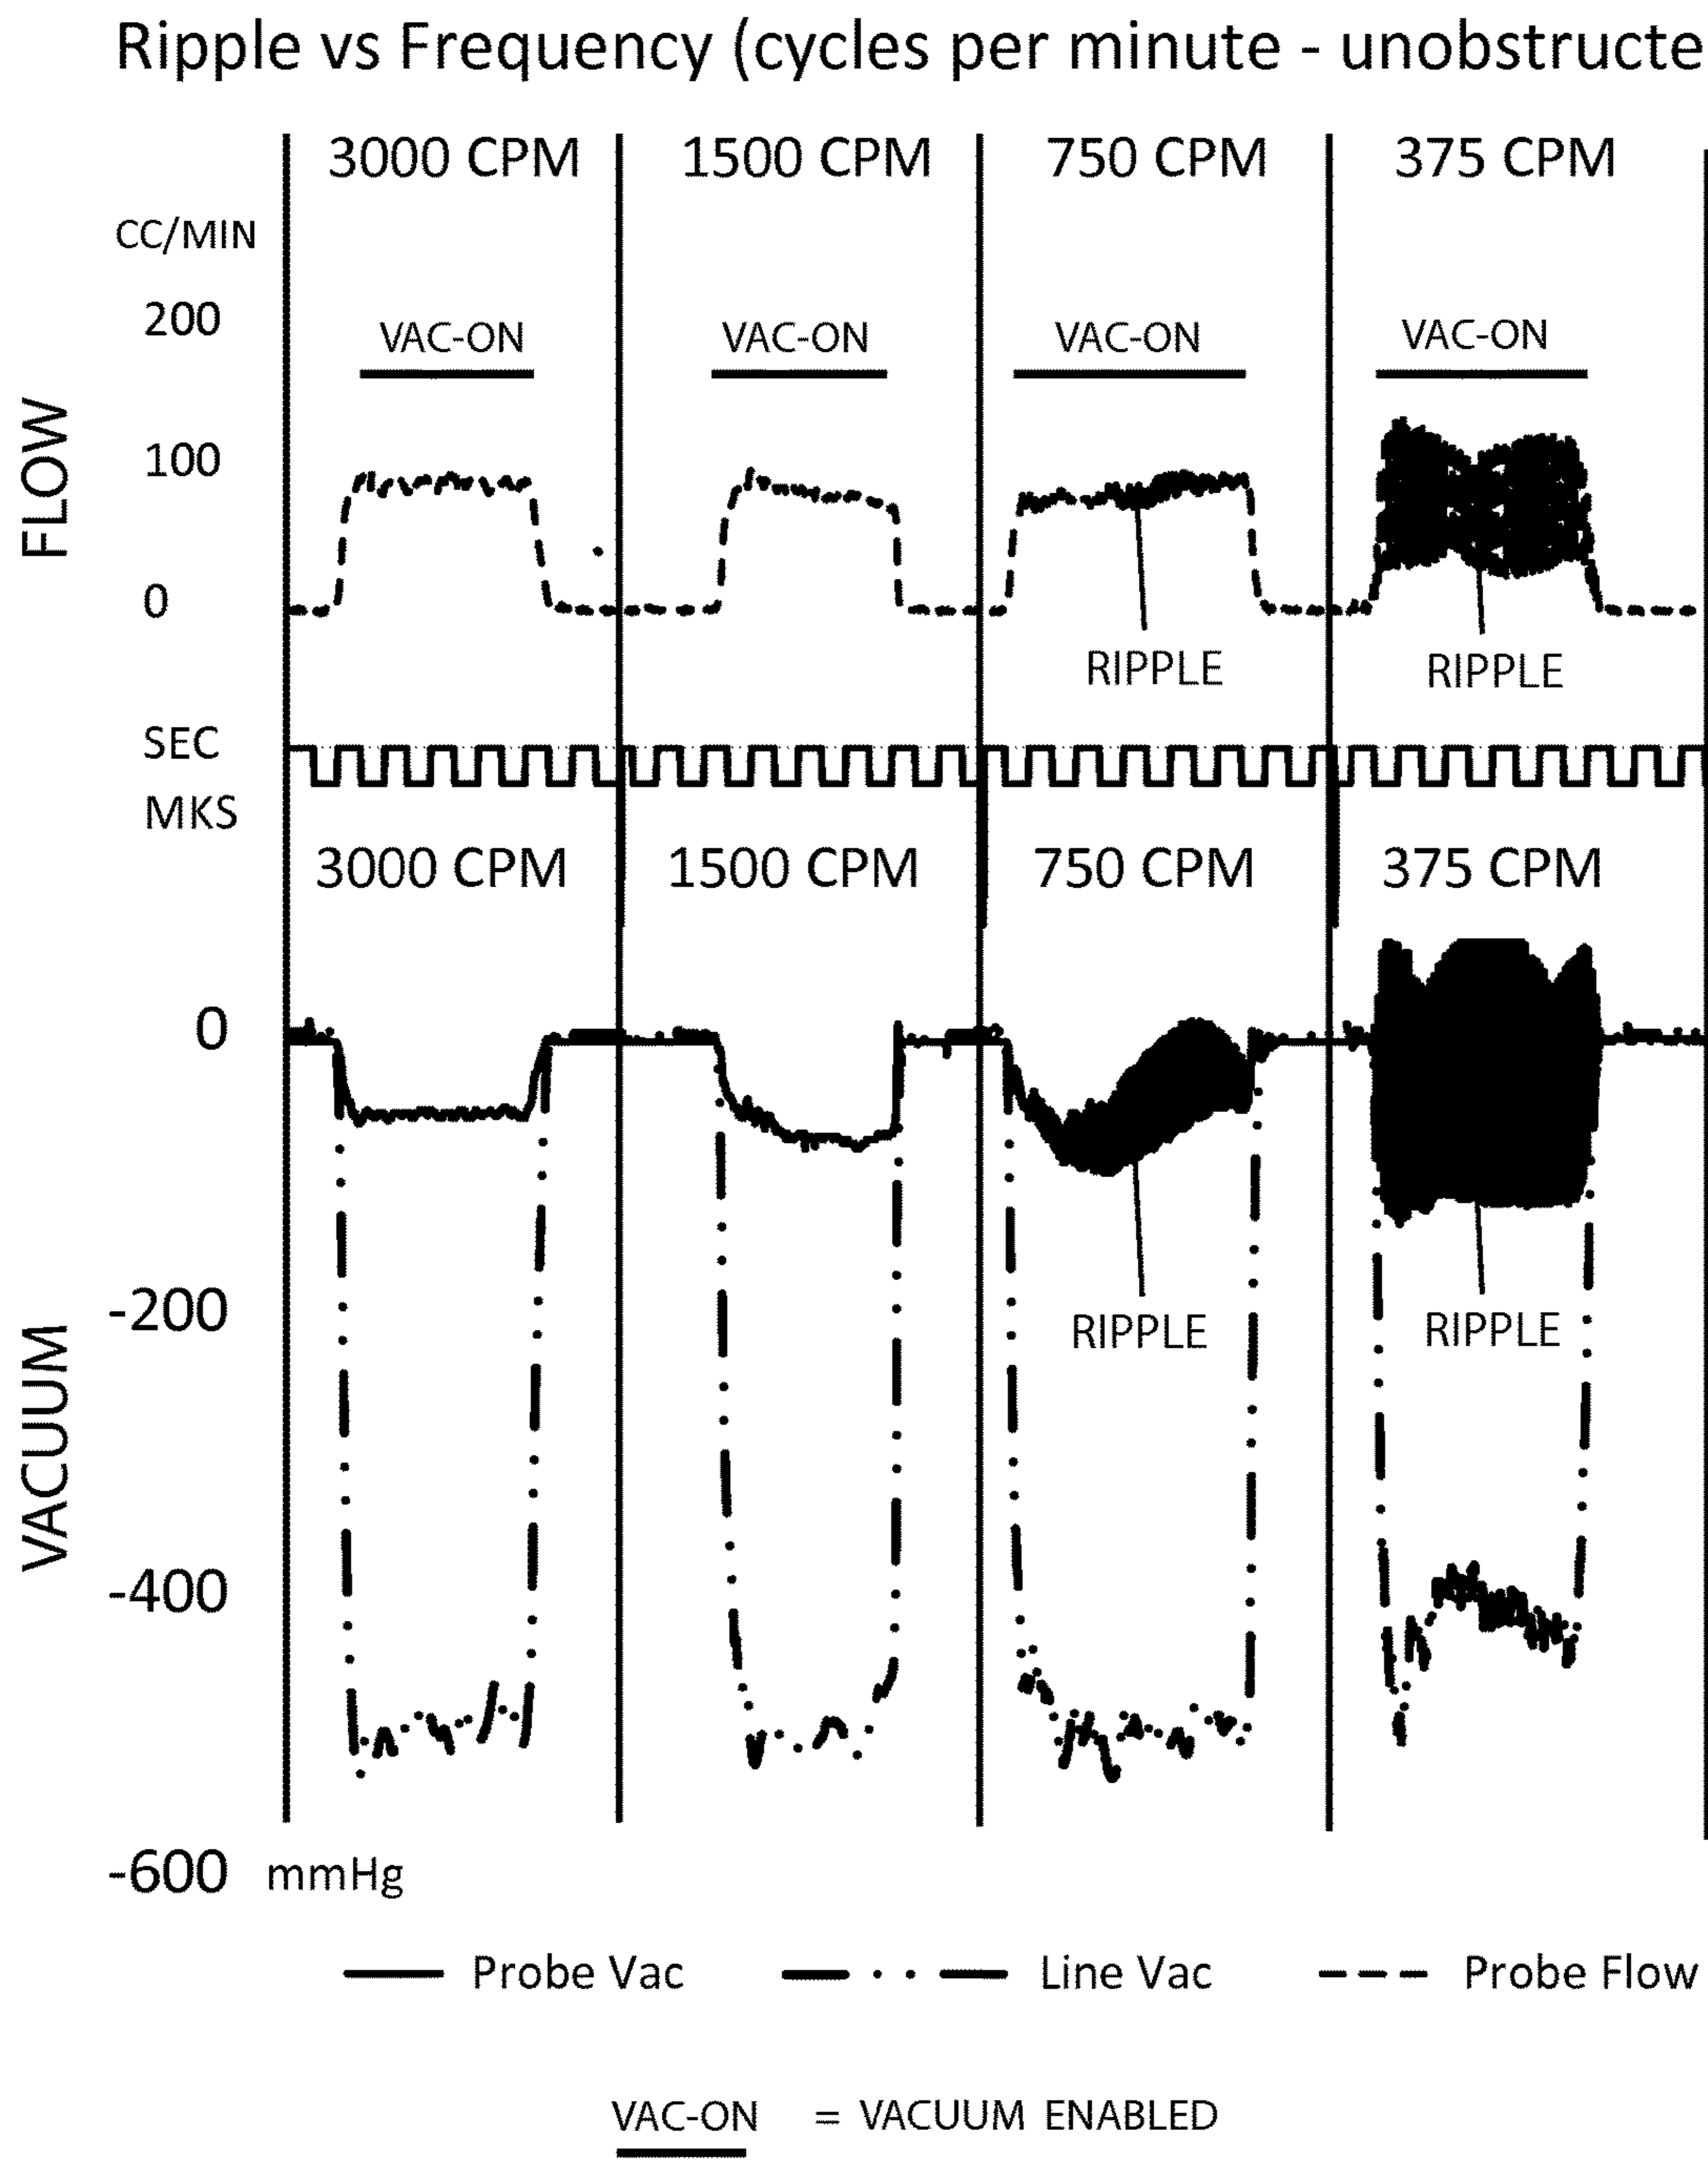 Ripple vs Frequency (cycles per minute - unobstructe
3000 CPM 1500 CPM 750 CPM 375 CPM
CC/MIN
200
VAC-ON VAC-ON VAC-ON VAC-ON
FLOW
100
0
RIPPLE RIPPLE
SEC
MKS
3000 CPM 1500 CPM 750 CPM 375 CPM
0
-200
RIPPLE RIPPLE
VACUUM
-400
-600 mmHg
Probe Vac Line Vac Probe Flow
VAC-ON = VACUUM ENABLED